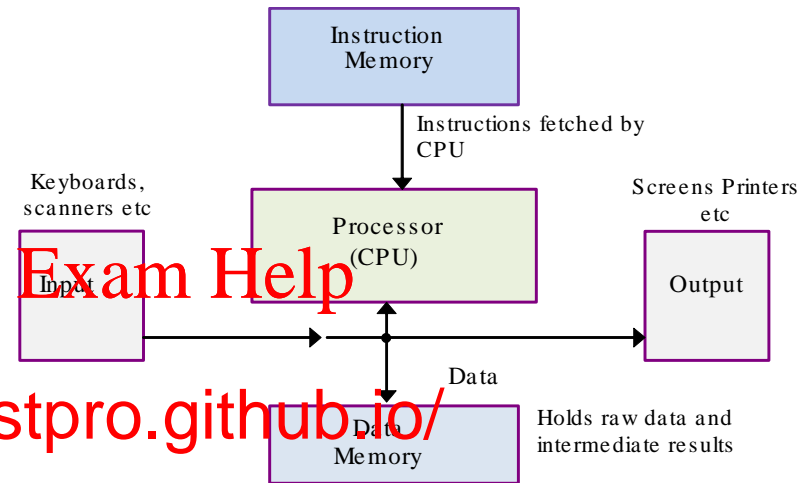 Instruction
Memory
Instructions fetched by
CPU
Keyboards,
scanners etc
Screens Printers
etc
Processor
(CPU)
Exam Help
Input
Output
Data
stpro.github.io/
Data
Memory
Holds raw data and
intermediate results